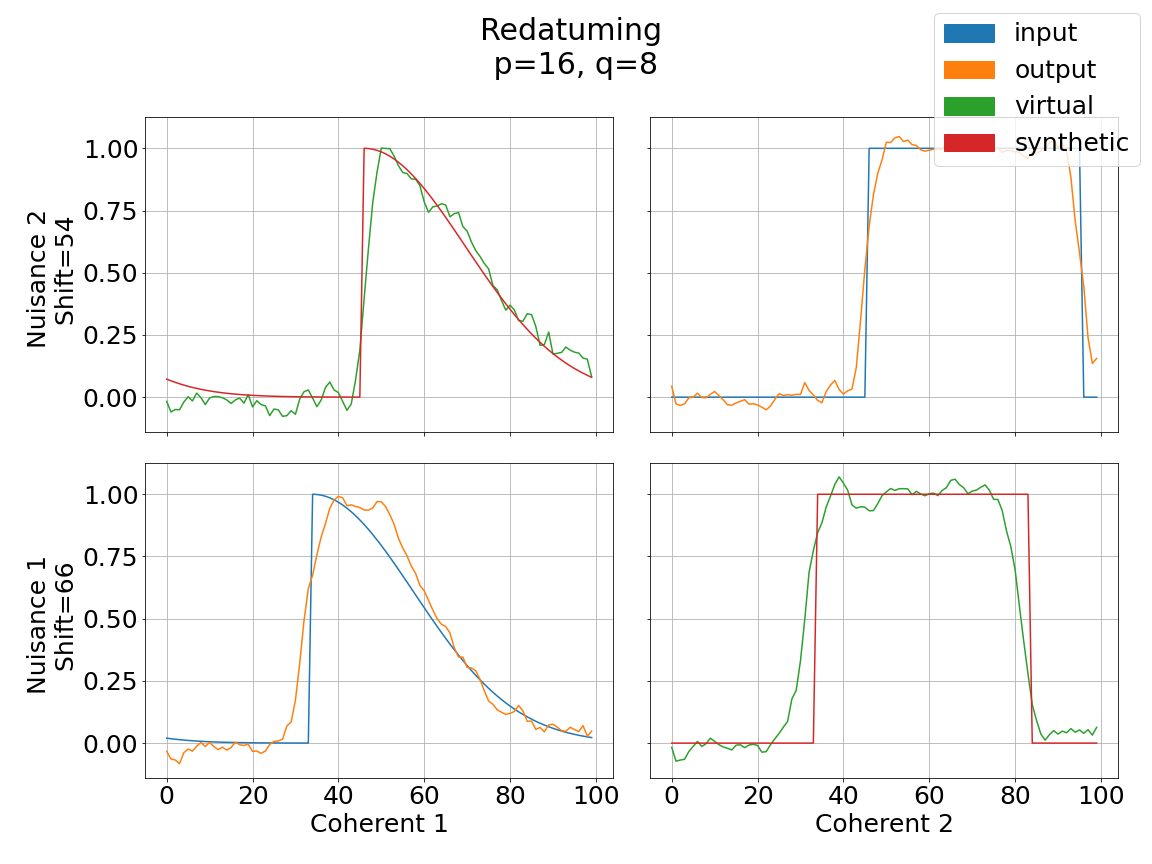 Redatuming
p=16, q=8
input
output
virtual
synthetic
Nuisance 2
Shift=54
1.00
0.75
0.50
0.25
0.00
Nuisance 1
Shift=66
1.00
0.75
0.50
0.25
0.00
0 20 40 60 80 100
0 20 40 60 80 100
Coherent 1
Coherent 2